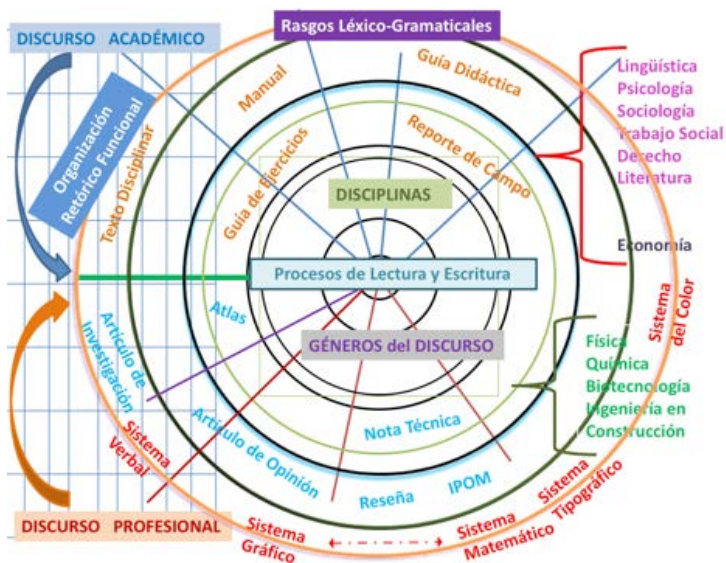 DISCURSO ACADÉMICO
Rasgos Léxico-Gramaticales
Organización
Retórico Funcional
Texto Disciplinar
Manual
Guía Didáctica
Guía de Ejercicios
Reporte de Campo
DISCIPLINAS
Procesos de Lectura y Escritura
GÉNEROS del DISCURSO
Lingüística
Psicología
Sociología
Trabajo Social
Derecho
Literatura
Economía
Sistema
del Color
Física
Química
Biotecnología
Ingeniería en
Construcción
Atlas
Artículo de
Investigación
Sistema
Verbal
Artículo de Opinión
Nota Técnica
Reseña
IPOM
DISCURSO PROFESIONAL
Sistema
Gráfico
Sistema
Matemático
Sistema
Tipográfico